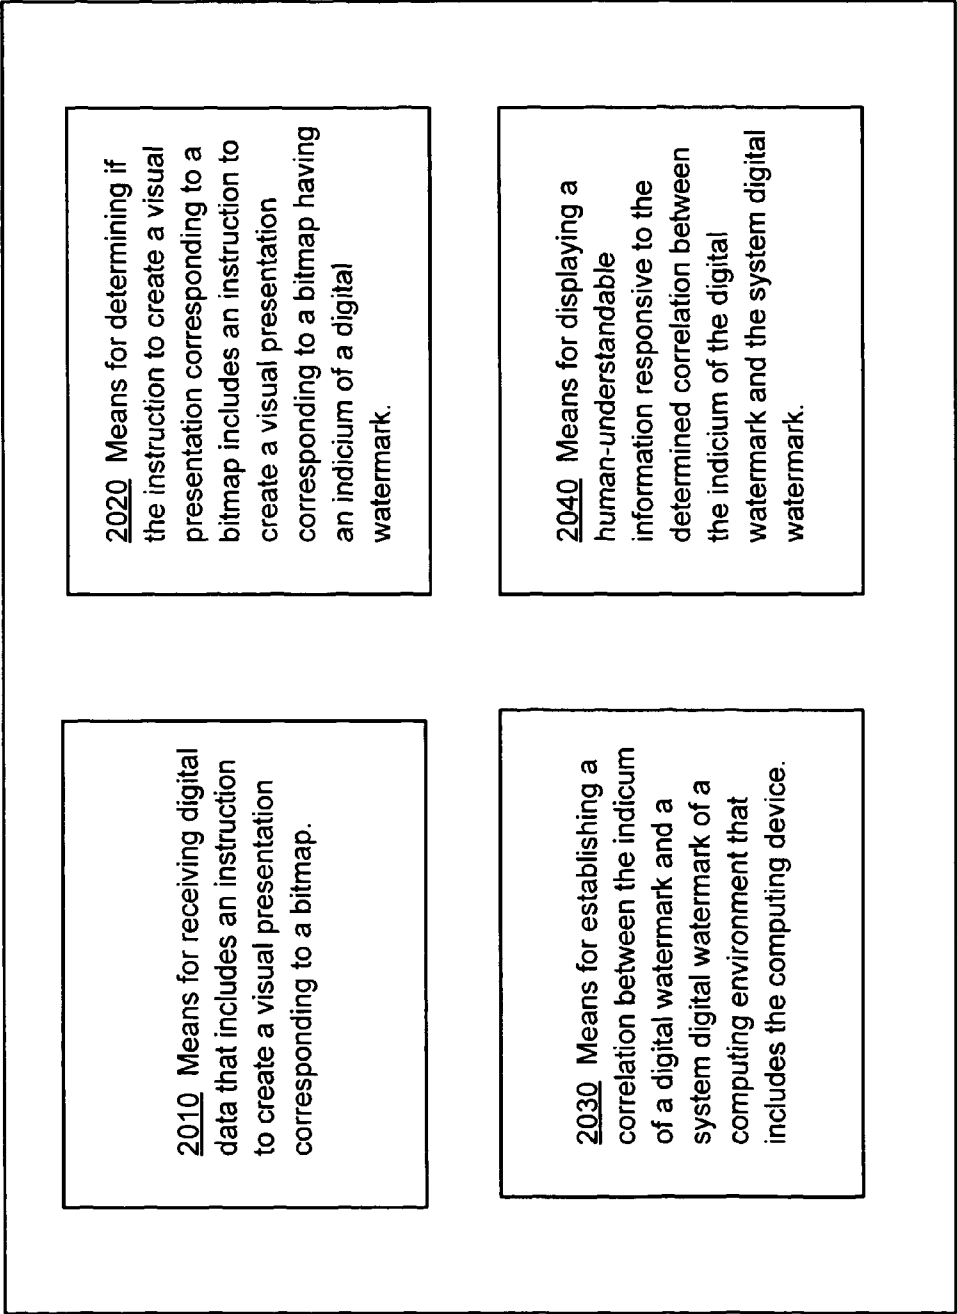 2010 Means for receiving digital
data that includes an instruction
to create a visual presentation
corresponding to a bitmap.
2020 Means for determining if
the instruction to create a visual
presentation corresponding to a
bitmap includes an instruction to
create a visual presentation
corresponding to a bitmap having
an indicium of a digital
watermark.
2030 Means for establishing a
correlation between the indicum
of a digital watermark and a
system digital watermark of a
computing environment that
includes the computing device.
2040 Means for displaying a
human-understandable
information responsive to the
determined correlation between
the indicium of the digital
watermark and the system digital
watermark.